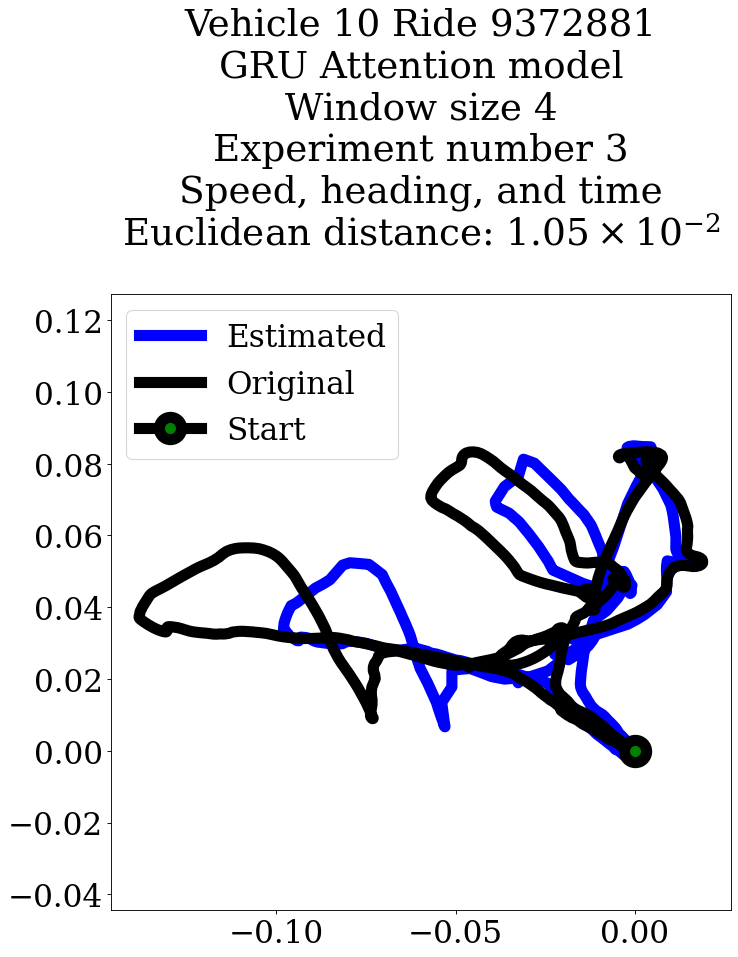 Vehicle 10 Ride 9372881
GRU Attention model
Window size 4
Experiment number 3
Speed, heading, and time
Euclidean distance: 1.05 × 10⁻²
Estimated
Original
Start
0.12
0.10
0.08
0.06
0.04
0.02
0.00
−0.02
−0.04
−0.10
−0.05
0.00